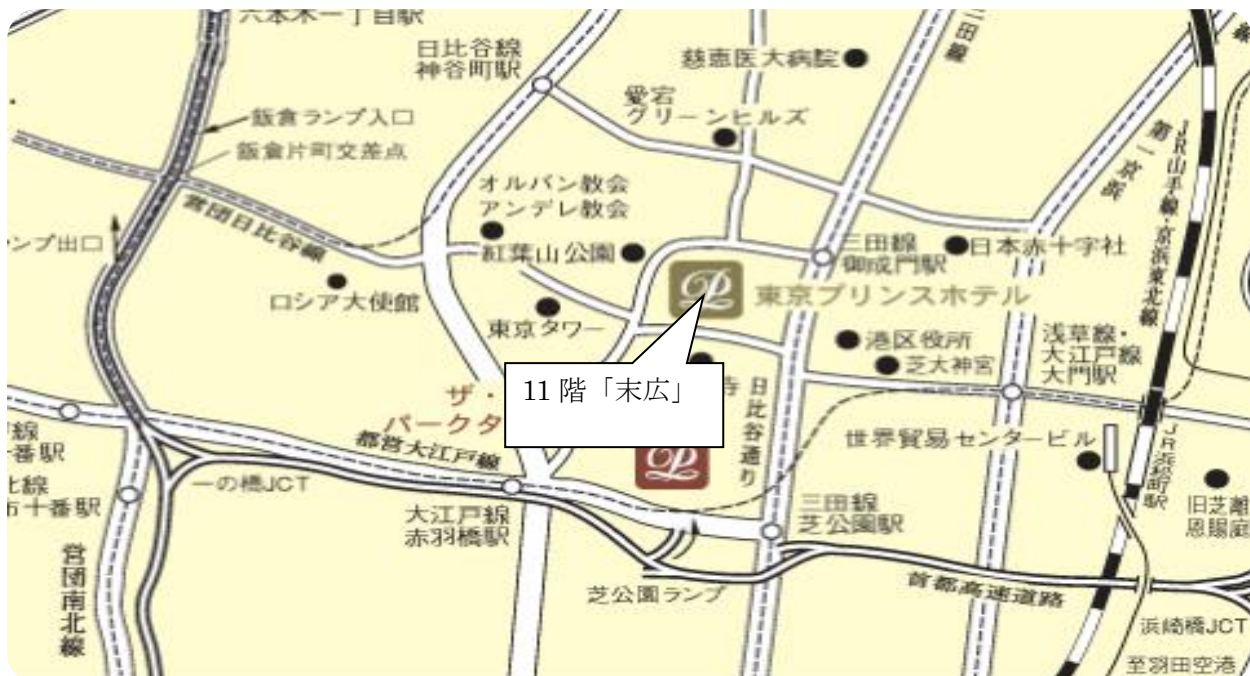 六本木一丁目駅
日比谷線
神谷町駅
慈恵医大病院
三田線
愛宕
グリーンヒルズ
飯倉ランプ入口
飯倉片町交差点
第一京浜
JR山手線・京浜東北線
オルバン教会
アンデレ教会
営団日比谷線
ンプ出口
紅葉山公園
三田線
御成門駅
日本赤十字社
ロシア大使館
東京プリンスホテル
東京タワー
港区役所
浅草線・
大江戸線
大門駅
芝大神宮
11 階「末広」
ザ・
パークタ
寺
日比谷通り
都営大江戸線
世界貿易センタービル
JR浜松町駅
線
番駅
一の橋JCT
比線
布十番駅
大江戸線
赤羽橋駅
三田線
芝公園駅
旧芝離
恩賜庭
営団南北線
芝公園ランプ
首都高速道路
浜崎橋JCT
至羽田空港